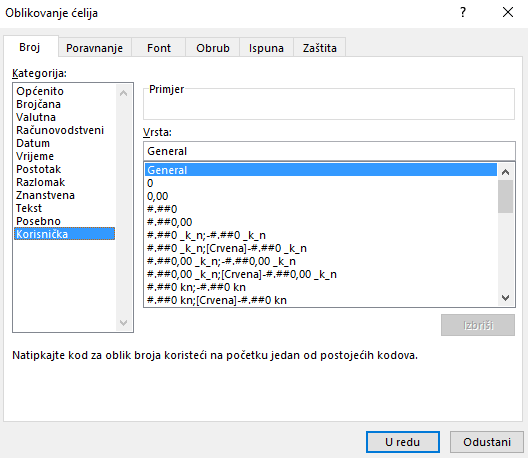 Oblikovanje ćelija
Broj Poravnanje Font Obrub Ispuna Zaštita
Kategorija:
Općenito
Brojčana
Valutna
Računovodstveni
Datum
Vrijeme
Postotak
Razlomak
Znanstvena
Tekst
Posebno
Korisnička
Primjer
Vrsta:
General
General
0
0,00
#.##0
#.##0,00
#.##0 _k_n;-#.##0 _k_n
#.##0 _k_n;[Crvena]-#.##0 _k_n
#.##0,00 _k_n;-#.##0,00 _k_n
#.##0,00 _k_n;[Crvena]-#.##0,00 _k_n
#.##0 kn;-#.##0 kn
#.##0 kn;[Crvena]-#.##0 kn
Izbriši
Natipkajte kod za oblik broja koristeći na početku jedan od postojećih kodova.
U redu Odustani